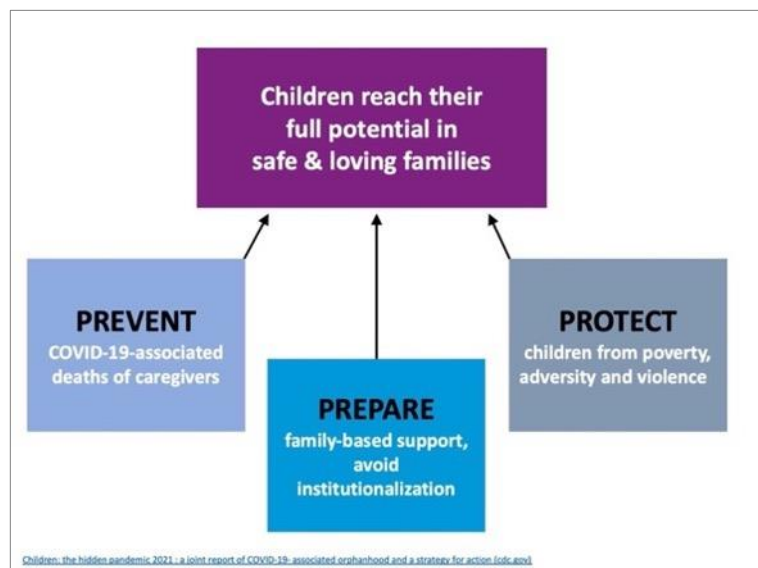 Children reach their
full potential in
safe & loving families
PREVENT
COVID-19-associated
deaths of caregivers
PREPARE
family-based support,
avoid
institutionalization
PROTECT
children from poverty,
adversity and violence
Children: the hidden pandemic 2021 : a joint report of COVID-19- associated orphanhood and a strategy for action (cdc.gov)